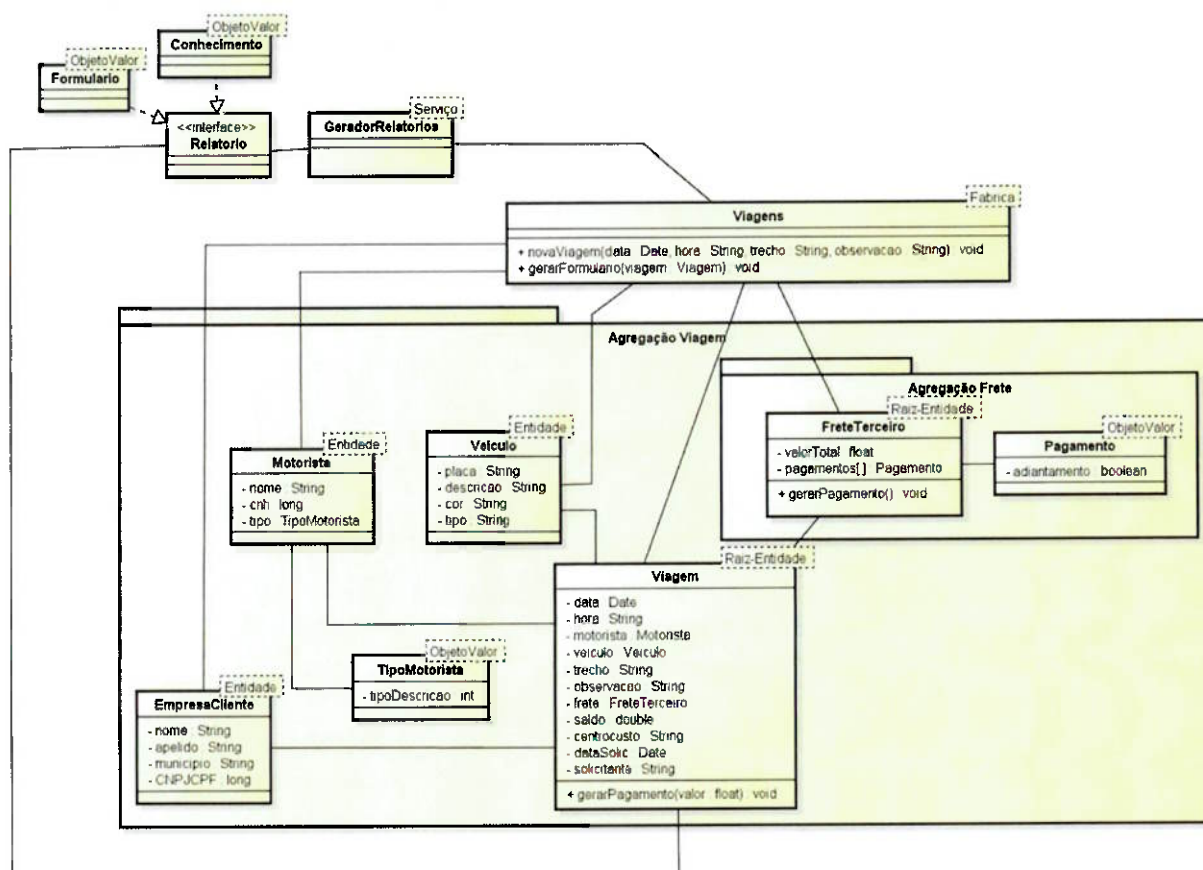 ObjetoValor
Conhecimento
ObjetoValor
Formulario
<<interface>>
Relatorio
Serviço
GeradorRelatorios
Fabrica
Viagens
+ novaViagem(data Date, hora String, trecho String, observacao String) void
+ gerarFormulario(viagem Viagem) void
Agregação Viagem
Agregação Frete
Raiz-Entidade
FreteTerceiro
- valorTotal float
- pagamentos[] Pagamento
+ gerarPagamento() void
ObjetoValor
Pagamento
- adiantamento boolean
Entidade
Motorista
- nome String
- cnh long
- tipo TipoMotorista
Entidade
Veiculo
- placa String
- descricao String
- cor String
- tipo String
Raiz-Entidade
Viagem
- data Date
- hora String
- motorista Motorista
- veiculo Veiculo
- trecho String
- observacao String
- frete FreteTerceiro
- saldo double
- centrocusto String
- dataSolic Date
- solicitante String
+ gerarPagamento(valor float) void
ObjetoValor
TipoMotorista
- tipoDescricao int
Entidade
EmpresaCliente
- nome String
- apelido String
- municipio String
- CNPJCPF long